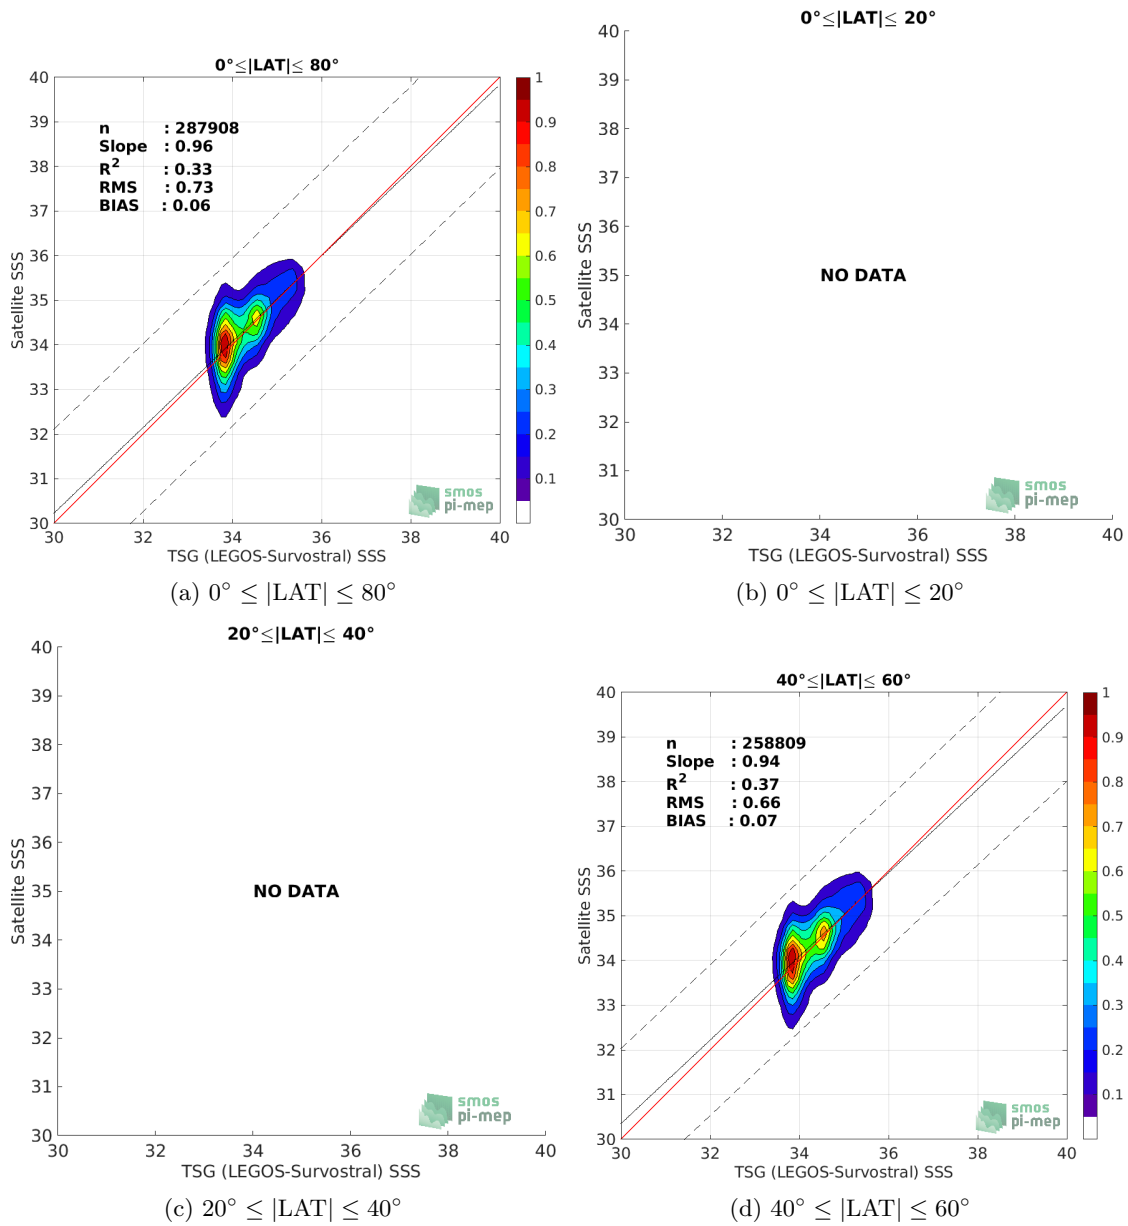 0°≤|LAT|≤ 80°
40
39
38
37
36
35
34
33
32
31
30
Satellite SSS
n : 287908
Slope : 0.96
R2 : 0.33
RMS : 0.73
BIAS : 0.06
smos
pi-mep
30 32 34 36 38 40
TSG (LEGOS-Survostral) SSS
1
0.9
0.8
0.7
0.6
0.5
0.4
0.3
0.2
0.1
(a) 0° ≤ |LAT| ≤ 80°
0°≤|LAT|≤ 20°
40
39
38
37
36
35
34
33
32
31
30
Satellite SSS
NO DATA
smos
pi-mep
30 32 34 36 38 40
TSG (LEGOS-Survostral) SSS
(b) 0° ≤ |LAT| ≤ 20°
20°≤|LAT|≤ 40°
40
39
38
37
36
35
34
33
32
31
30
Satellite SSS
NO DATA
smos
pi-mep
30 32 34 36 38 40
TSG (LEGOS-Survostral) SSS
(c) 20° ≤ |LAT| ≤ 40°
40°≤|LAT|≤ 60°
40
39
38
37
36
35
34
33
32
31
30
Satellite SSS
n : 258809
Slope : 0.94
R2 : 0.37
RMS : 0.66
BIAS : 0.07
smos
pi-mep
30 32 34 36 38 40
TSG (LEGOS-Survostral) SSS
1
0.9
0.8
0.7
0.6
0.5
0.4
0.3
0.2
0.1
(d) 40° ≤ |LAT| ≤ 60°